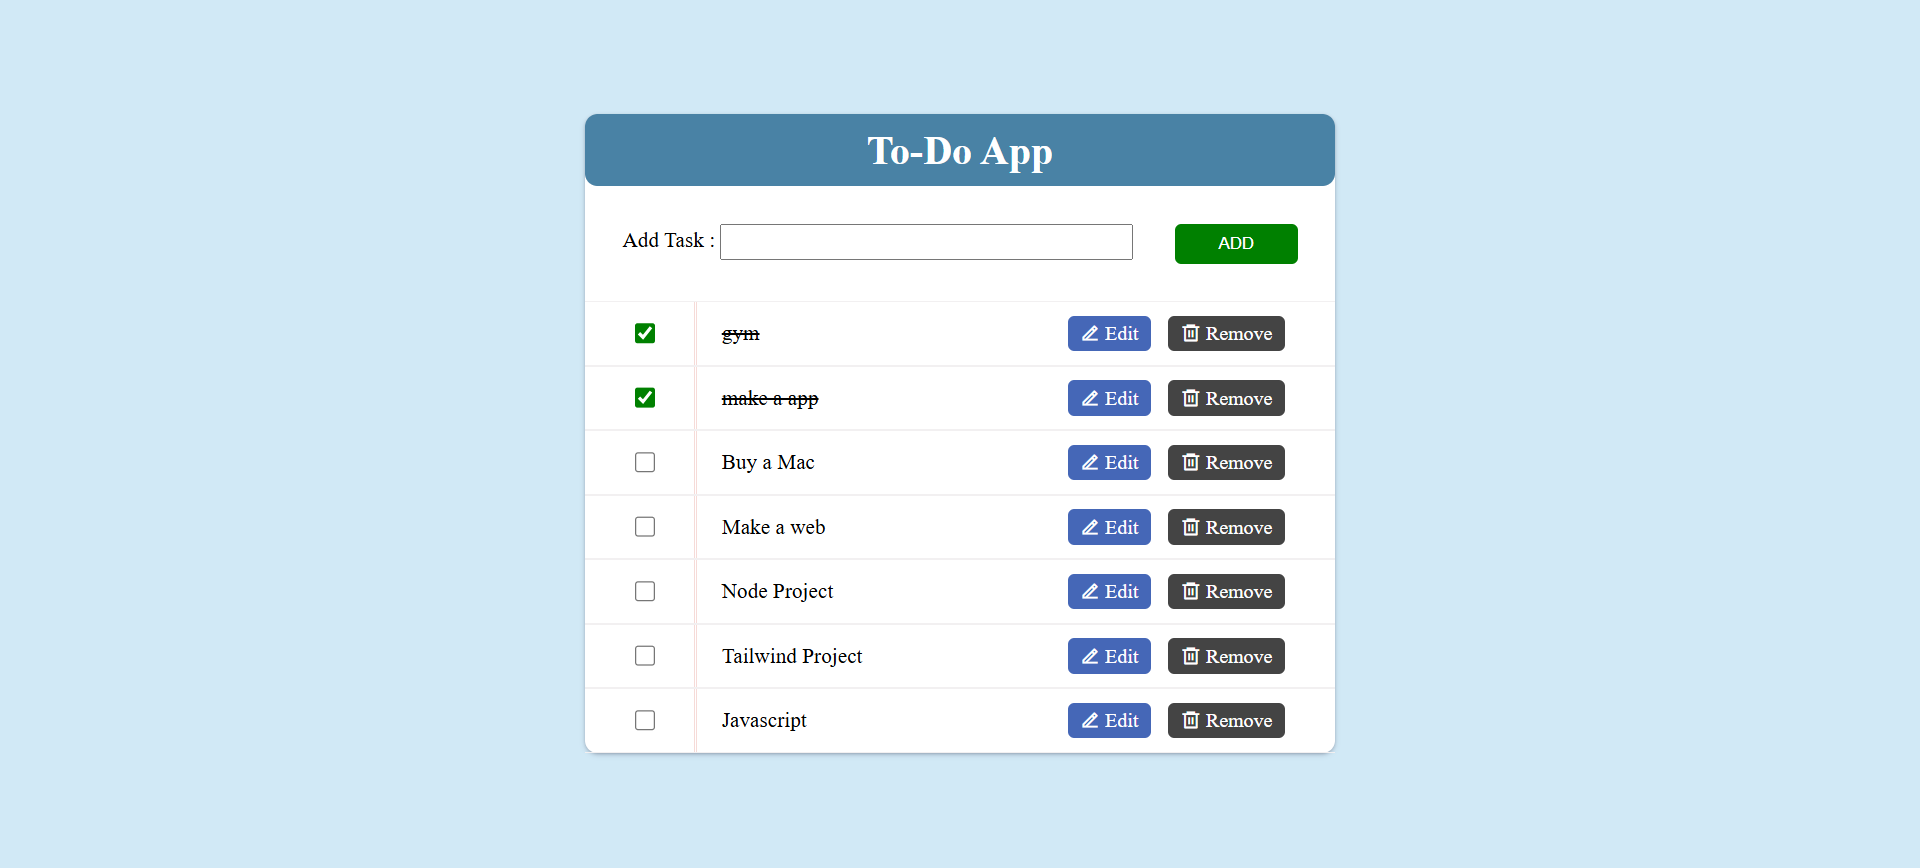 To-Do App
Add Task : ADD
gym Edit Remove
make a app Edit Remove
Buy a Mac Edit Remove
Make a web Edit Remove
Node Project Edit Remove
Tailwind Project Edit Remove
Javascript Edit Remove